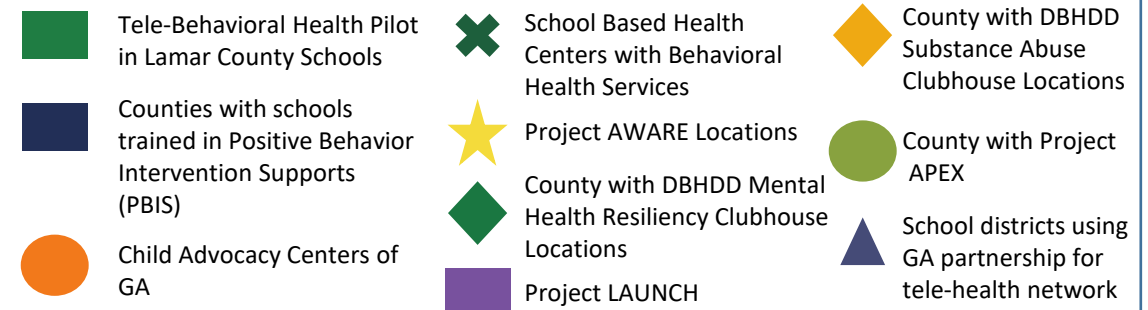 Tele-Behavioral Health Pilot
in Lamar County Schools
Counties with schools
trained in Positive Behavior
Intervention Supports
(PBIS)
Child Advocacy Centers of
GA
School Based Health
Centers with Behavioral
Health Services
Project AWARE Locations
County with DBHDD Mental
Health Resiliency Clubhouse
Locations
Project LAUNCH
County with DBHDD
Substance Abuse
Clubhouse Locations
County with Project
APEX
School districts using
GA partnership for
tele-health network